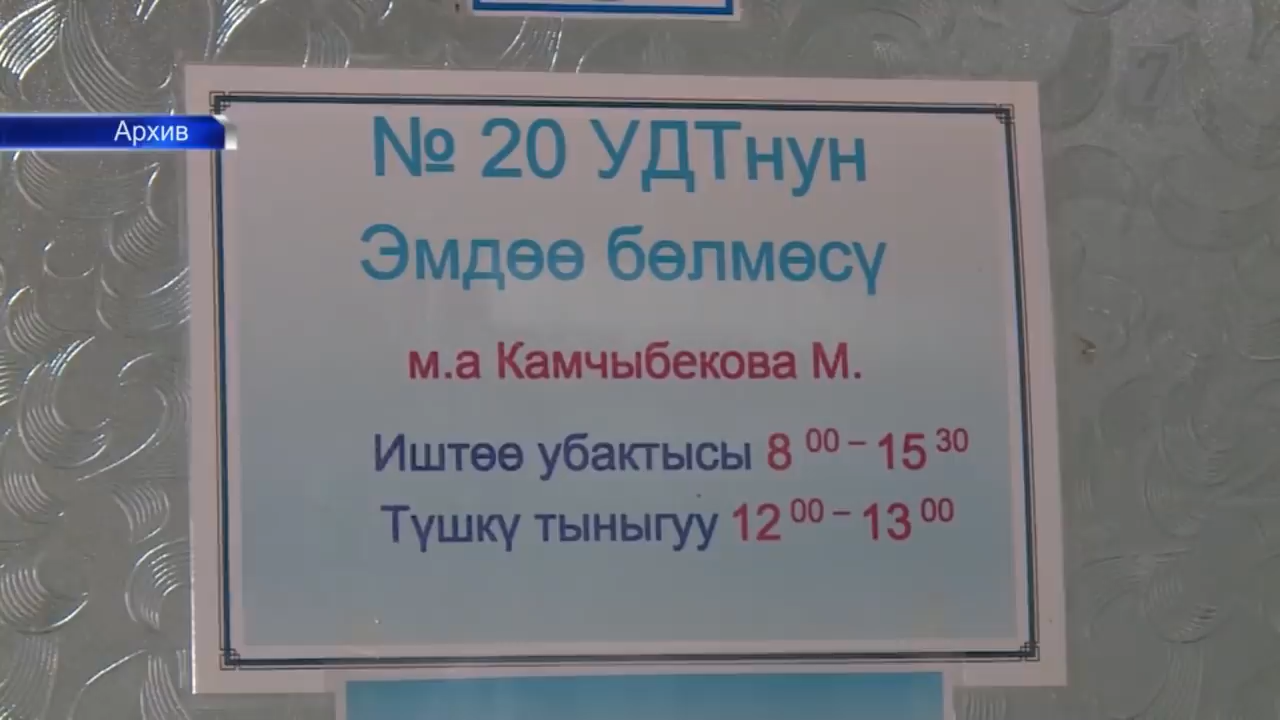 Архив
№ 20 УДТнун
Эмдөө бөлмөсү
м.а Камчыбекова М.
Иштөө убактысы 8 00 – 15 30
Түшкү тыныгуу 12 00 – 13 00